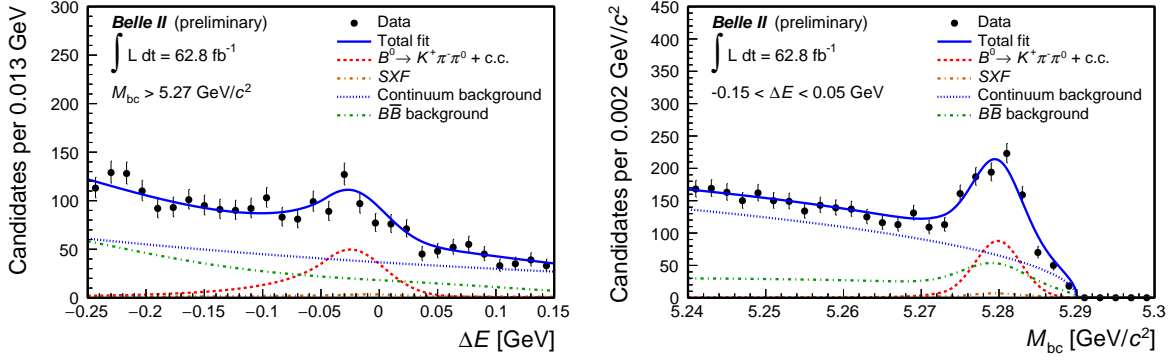 Belle II (preliminary)
∫ L dt = 62.8 fb⁻¹
M_bc > 5.27 GeV/c²
Data
Total fit
B⁰→ K⁺π⁻π⁰ + c.c.
SXF
Continuum background
BB̅ background
Candidates per 0.013 GeV
300
250
200
150
100
50
0
−0.25 −0.2 −0.15 −0.1 −0.05 0 0.05 0.1 0.15
ΔE [GeV]
Belle II (preliminary)
∫ L dt = 62.8 fb⁻¹
-0.15 < ΔE < 0.05 GeV
Data
Total fit
B⁰→ K⁺π⁻π⁰ + c.c.
SXF
Continuum background
BB̅ background
Candidates per 0.002 GeV/c²
450
400
350
300
250
200
150
100
50
0
5.24 5.25 5.26 5.27 5.28 5.29 5.3
M_bc [GeV/c²]